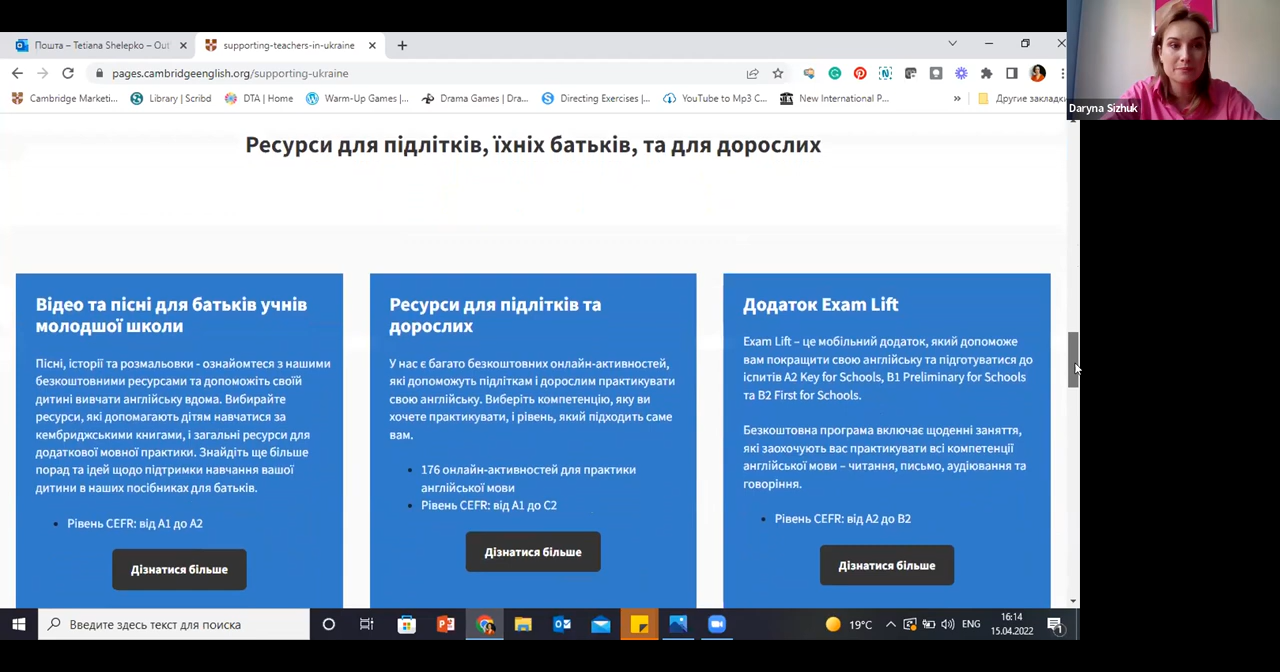 Пошта – Tetiana Shelepko – Out
supporting-teachers-in-ukraine
pages.cambridgeenglish.org/supporting-ukraine
Cambridge Marketi...
Library | Scribd
DTA | Home
Warm-Up Games |...
Drama Games | Dra...
Directing Exercises |...
YouTube to Mp3 C...
New International P...
»
Другие закладки
Daryna Sizhuk
Ресурси для підлітків, їхніх батьків, та для дорослих
Відео та пісні для батьків учнів
молодшої школи
Пісні, історії та розмальовки - ознайомтеся з нашими
безкоштовними ресурсами та допоможіть своїй
дитині вивчати англійську вдома. Вибирайте
ресурси, які допомагають дітям навчатися за
кембриджськими книгами, і загальні ресурси для
додаткової мовної практики. Знайдіть ще більше
порад та ідей щодо підтримки навчання вашої
дитини в наших посібниках для батьків.
• Рівень CEFR: від A1 до A2
Дізнатися більше
Ресурси для підлітків та
дорослих
У нас є багато безкоштовних онлайн-активностей,
які допоможуть підліткам і дорослим практикувати
свою англійську. Виберіть компетенцію, яку ви
хочете практикувати, і рівень, який підходить саме
вам.
• 176 онлайн-активностей для практики
англійської мови
• Рівень CEFR: від A1 до C2
Дізнатися більше
Додаток Exam Lift
Exam Lift – це мобільний додаток, який допоможе
вам покращити свою англійську та підготуватися до
іспитів A2 Key for Schools, B1 Preliminary for Schools
та B2 First for Schools.
Безкоштовна програма включає щоденні заняття,
які заохочують вас практикувати всі компетенції
англійської мови – читання, письмо, аудіювання та
говоріння.
• Рівень CEFR: від A2 до B2
Дізнатися більше
Введите здесь текст для поиска
19°C
ENG
16:14
15.04.2022
1